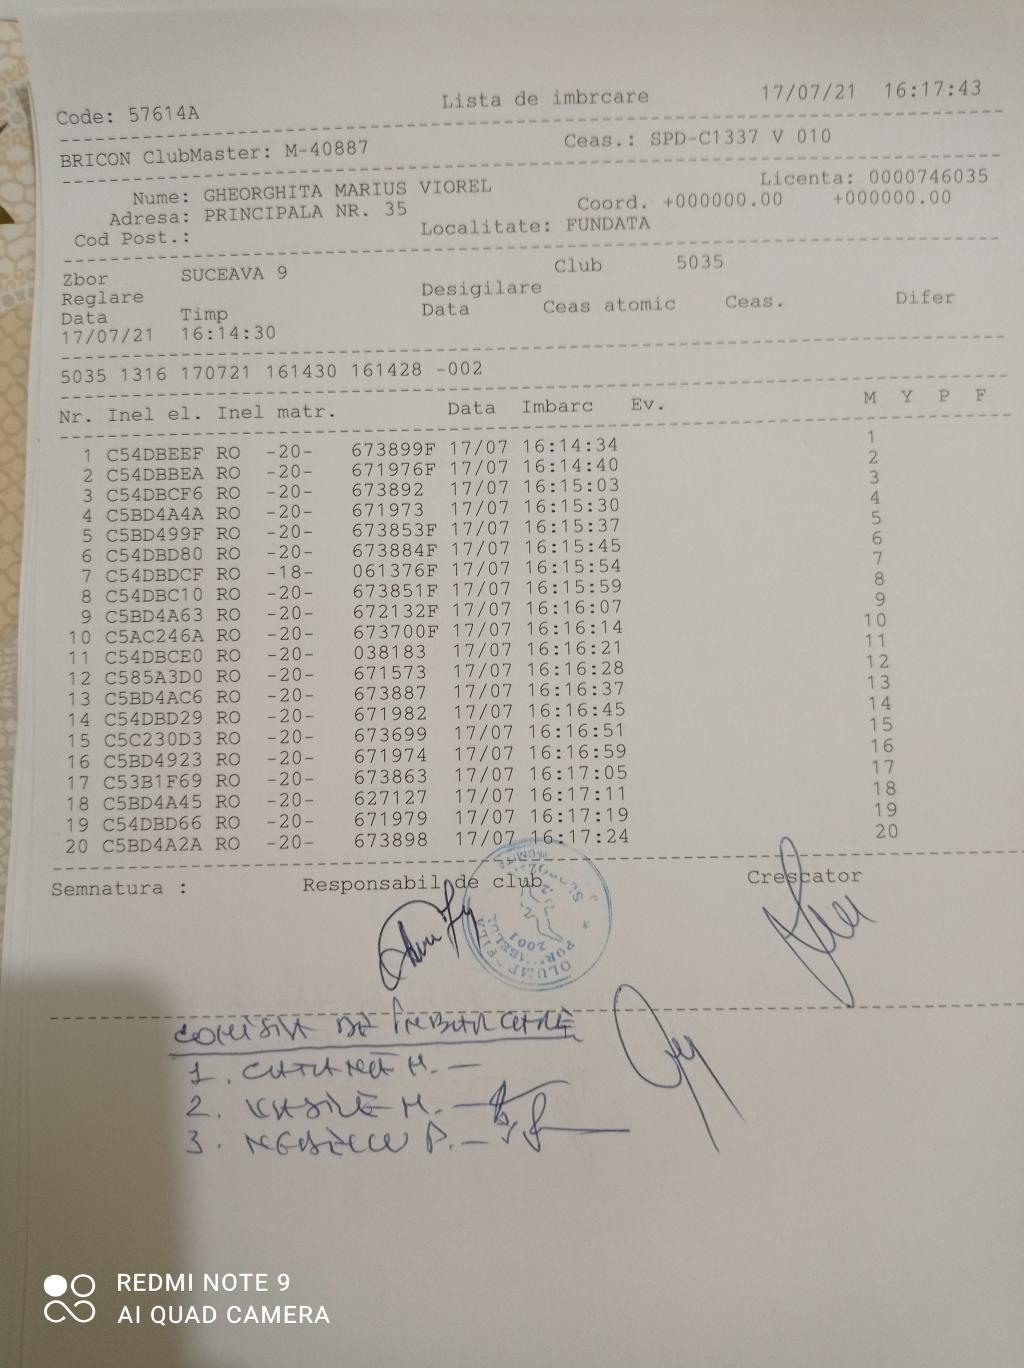 Code: 57614A Lista de imbrcare 17/07/21 16:17:43
BRICON ClubMaster: M-40887 Ceas.: SPD-C1337 V 010
Nume: GHEORGHITA MARIUS VIOREL Licenta: 0000746035
Adresa: PRINCIPALA NR. 35 Coord. +000000.00 +000000.00
Cod Post.: Localitate: FUNDATA
Zbor SUCEAVA 9 Club 5035
Reglare Desigilare
Data Timp Data Ceas atomic Ceas. Difer
17/07/21 16:14:30
5035 1316 170721 161430 161428 -002
Nr. Inel el. Inel matr. Data Imbarc Ev. M Y P F
1 C54DBEEF RO -20- 673899F 17/07 16:14:34 1
2 C54DBBEA RO -20- 671976F 17/07 16:14:40 2
3 C54DBCF6 RO -20- 673892 17/07 16:15:03 3
4 C5BD4A4A RO -20- 671973 17/07 16:15:30 4
5 C5BD499F RO -20- 673853F 17/07 16:15:37 5
6 C54DBD80 RO -20- 673884F 17/07 16:15:45 6
7 C54DBDCF RO -18- 061376F 17/07 16:15:54 7
8 C54DBC10 RO -20- 673851F 17/07 16:15:59 8
9 C5BD4A63 RO -20- 672132F 17/07 16:16:07 9
10 C5AC246A RO -20- 673700F 17/07 16:16:14 10
11 C54DBCE0 RO -20- 038183 17/07 16:16:21 11
12 C585A3D0 RO -20- 671573 17/07 16:16:28 12
13 C5BD4AC6 RO -20- 673887 17/07 16:16:37 13
14 C54DBD29 RO -20- 671982 17/07 16:16:45 14
15 C5C230D3 RO -20- 673699 17/07 16:16:51 15
16 C5BD4923 RO -20- 671974 17/07 16:16:59 16
17 C53B1F69 RO -20- 673863 17/07 16:17:05 17
18 C5BD4A45 RO -20- 627127 17/07 16:17:11 18
19 C54DBD66 RO -20- 671979 17/07 16:17:19 19
20 C5BD4A2A RO -20- 673898 17/07 16:17:24 20
Semnatura : Responsabil de club Crescator
2001
COMISIA DE ÎMBARCARE
1. CATANĂ M. -
2. VASILE M. -
3. P. -
REDMI NOTE 9
AI QUAD CAMERA